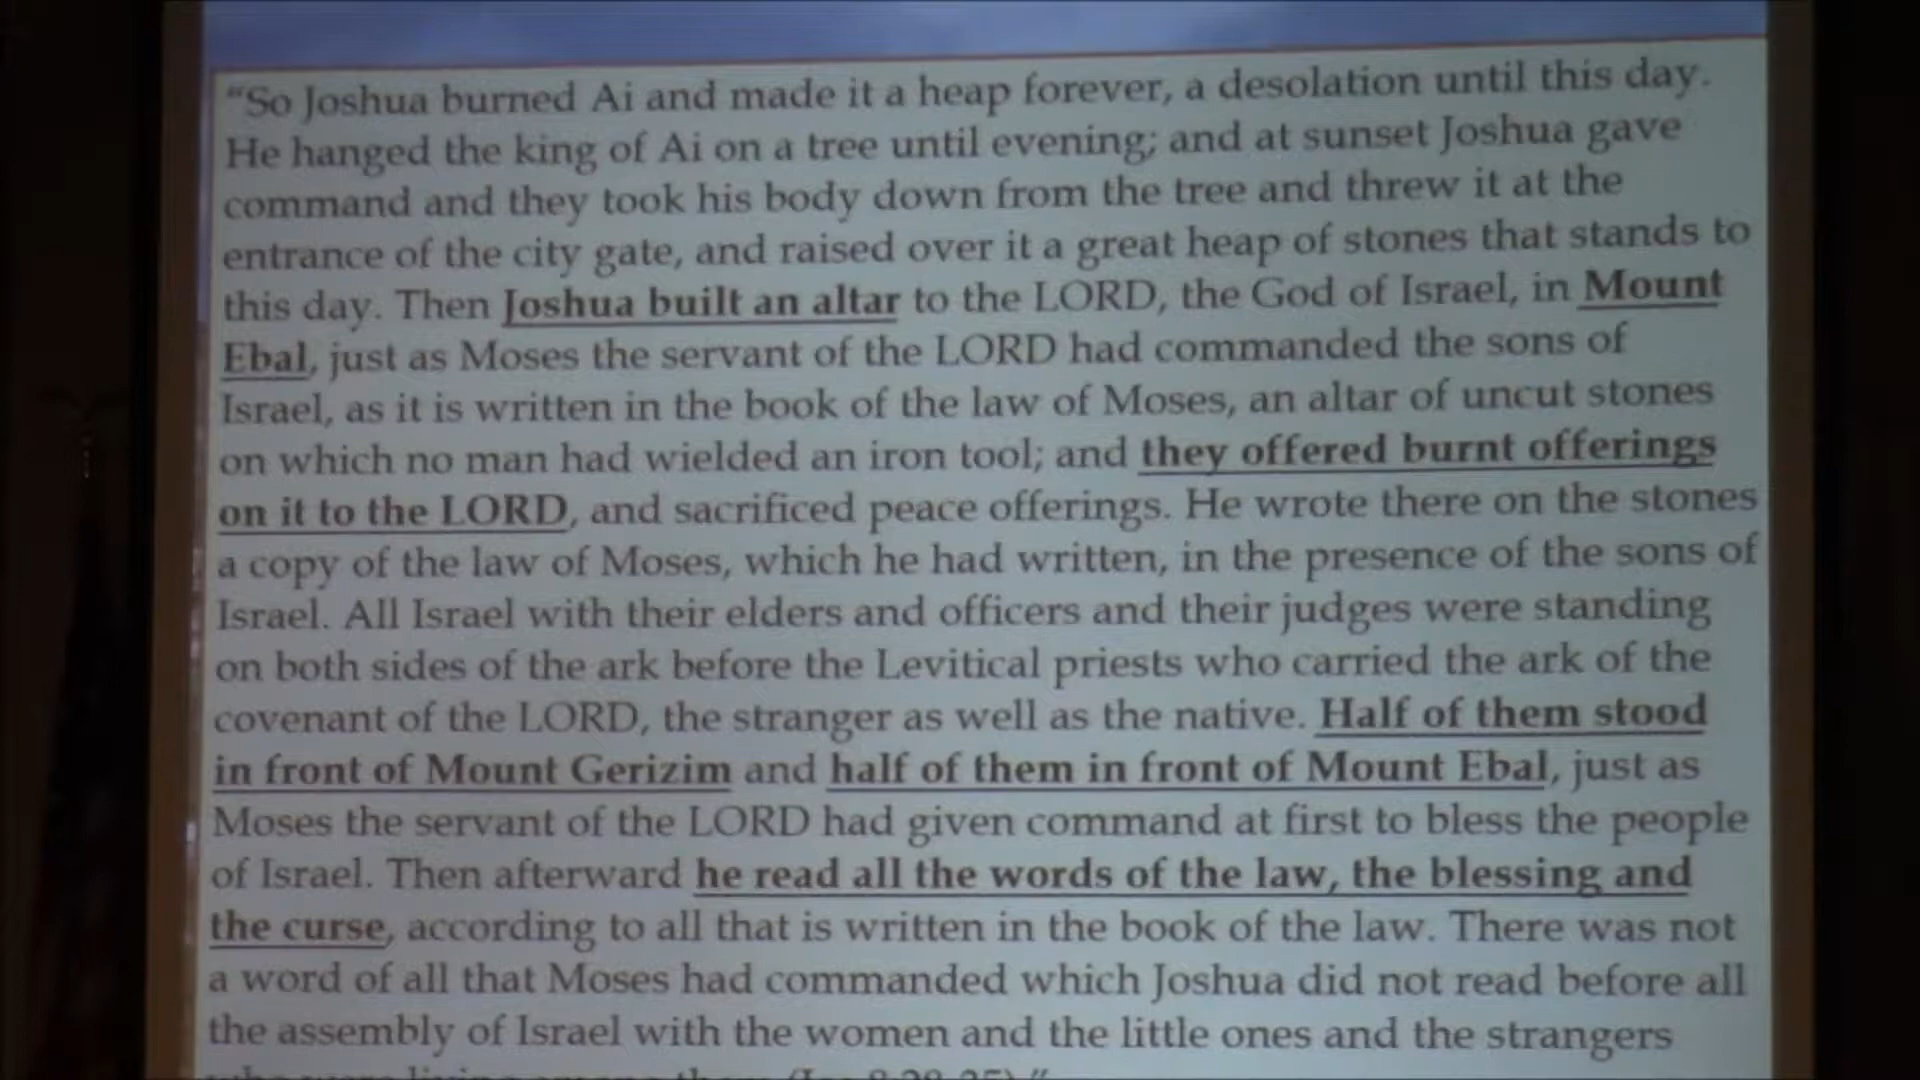 “So Joshua burned Ai and made it a heap forever, a desolation until this day.
He hanged the king of Ai on a tree until evening; and at sunset Joshua gave
command and they took his body down from the tree and threw it at the
entrance of the city gate, and raised over it a great heap of stones that stands to
this day. Then Joshua built an altar to the LORD, the God of Israel, in Mount
Ebal, just as Moses the servant of the LORD had commanded the sons of
Israel, as it is written in the book of the law of Moses, an altar of uncut stones
on which no man had wielded an iron tool; and they offered burnt offerings
on it to the LORD, and sacrificed peace offerings. He wrote there on the stones
a copy of the law of Moses, which he had written, in the presence of the sons of
Israel. All Israel with their elders and officers and their judges were standing
on both sides of the ark before the Levitical priests who carried the ark of the
covenant of the LORD, the stranger as well as the native. Half of them stood
in front of Mount Gerizim and half of them in front of Mount Ebal, just as
Moses the servant of the LORD had given command at first to bless the people
of Israel. Then afterward he read all the words of the law, the blessing and
the curse, according to all that is written in the book of the law. There was not
a word of all that Moses had commanded which Joshua did not read before all
the assembly of Israel with the women and the little ones and the strangers